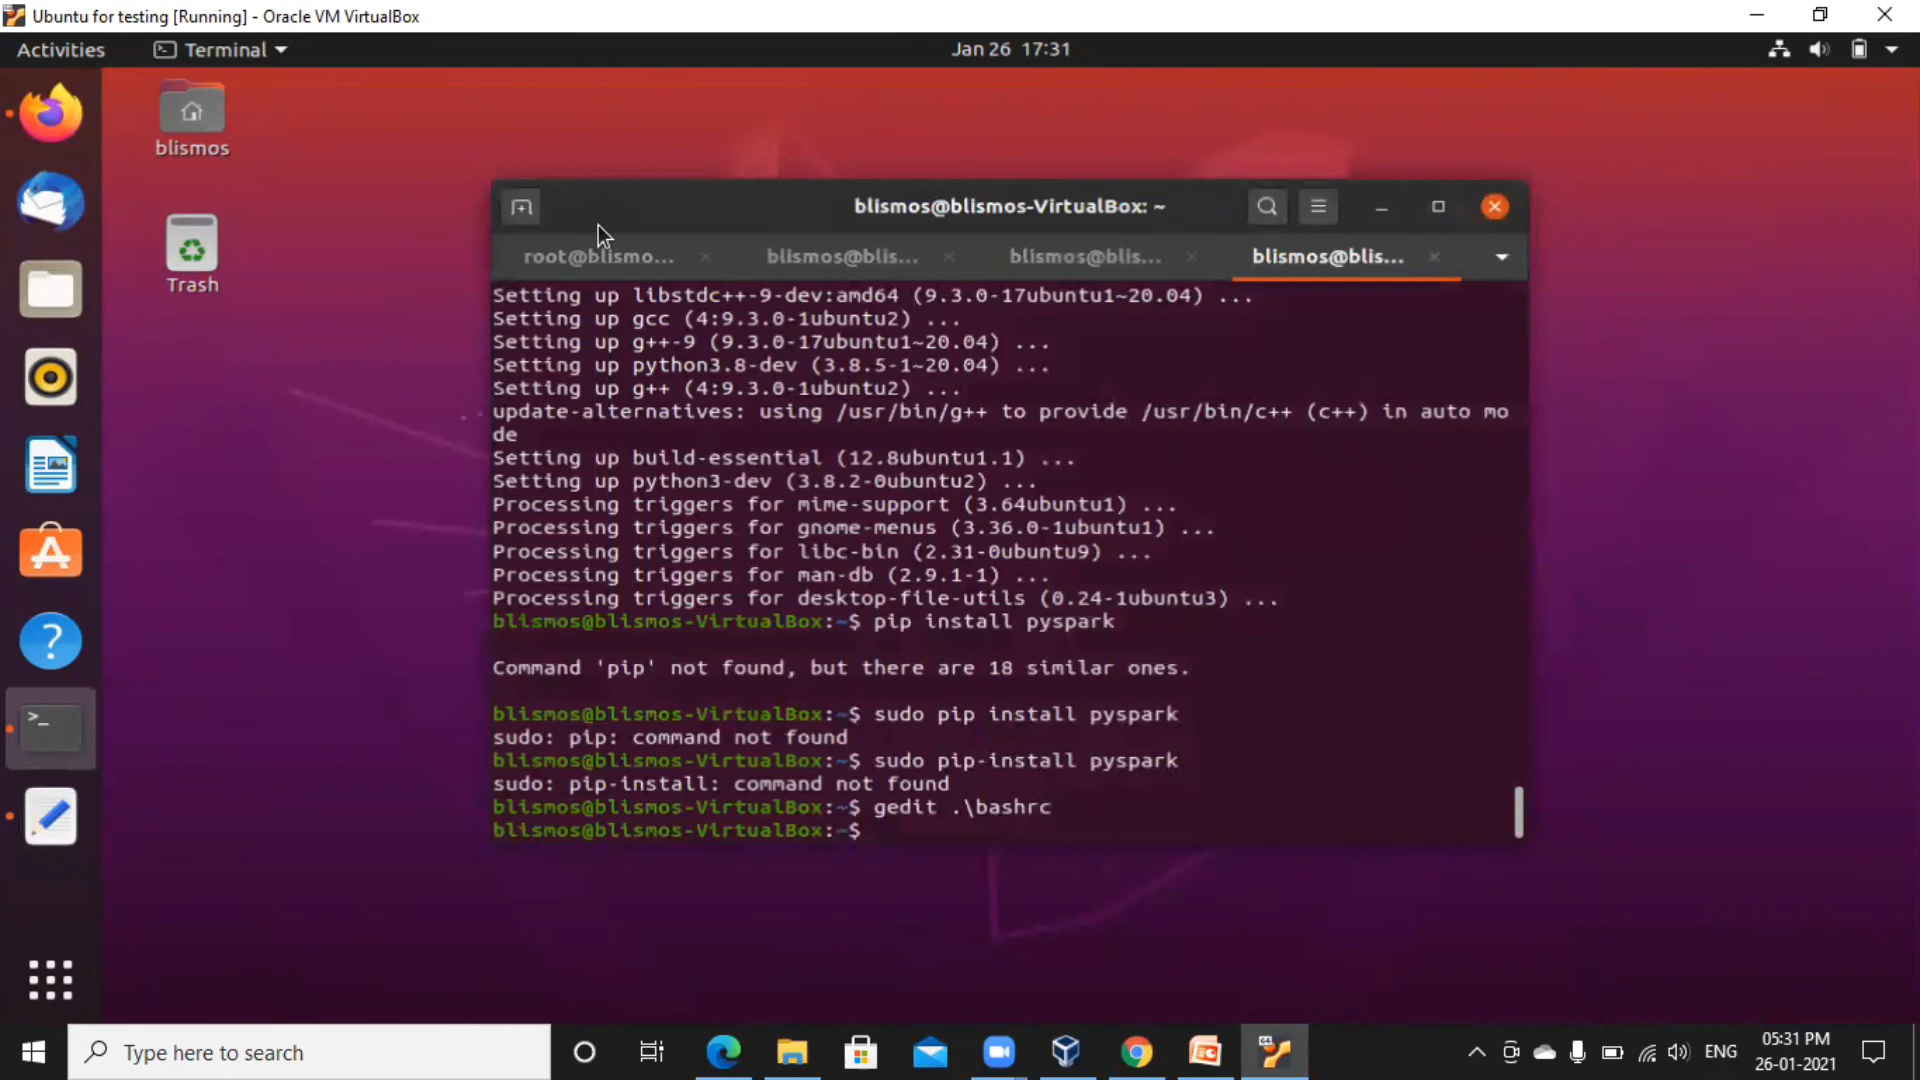 Ubuntu for testing [Running] - Oracle VM VirtualBox
Activities
Terminal
Jan 26 17:31
blismos
Trash
blismos@blismos-VirtualBox: ~
root@blismo...
blismos@blis...
blismos@blis...
blismos@blis...
Setting up libstdc++-9-dev:amd64 (9.3.0-17ubuntu1~20.04) ...
Setting up gcc (4:9.3.0-1ubuntu2) ...
Setting up g++-9 (9.3.0-17ubuntu1~20.04) ...
Setting up python3.8-dev (3.8.5-1~20.04) ...
Setting up g++ (4:9.3.0-1ubuntu2) ...
update-alternatives: using /usr/bin/g++ to provide /usr/bin/c++ (c++) in auto mo
de
Setting up build-essential (12.8ubuntu1.1) ...
Setting up python3-dev (3.8.2-0ubuntu2) ...
Processing triggers for mime-support (3.64ubuntu1) ...
Processing triggers for gnome-menus (3.36.0-1ubuntu1) ...
Processing triggers for libc-bin (2.31-0ubuntu9) ...
Processing triggers for man-db (2.9.1-1) ...
Processing triggers for desktop-file-utils (0.24-1ubuntu3) ...
blismos@blismos-VirtualBox:~$ pip install pyspark
Command 'pip' not found, but there are 18 similar ones.
blismos@blismos-VirtualBox:~$ sudo pip install pyspark
sudo: pip: command not found
blismos@blismos-VirtualBox:~$ sudo pip-install pyspark
sudo: pip-install: command not found
blismos@blismos-VirtualBox:~$ gedit .\bashrc
blismos@blismos-VirtualBox:~$
Type here to search
ENG
05:31 PM
26-01-2021